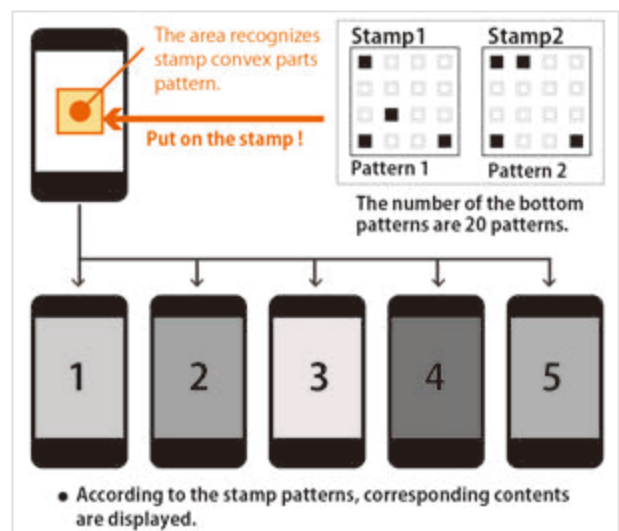 The area recognizes
stamp convex parts
pattern.
Put on the stamp !
Stamp1
Stamp2
Pattern 1
Pattern 2
The number of the bottom
patterns are 20 patterns.
1
2
3
4
5
● According to the stamp patterns, corresponding contents
are displayed.